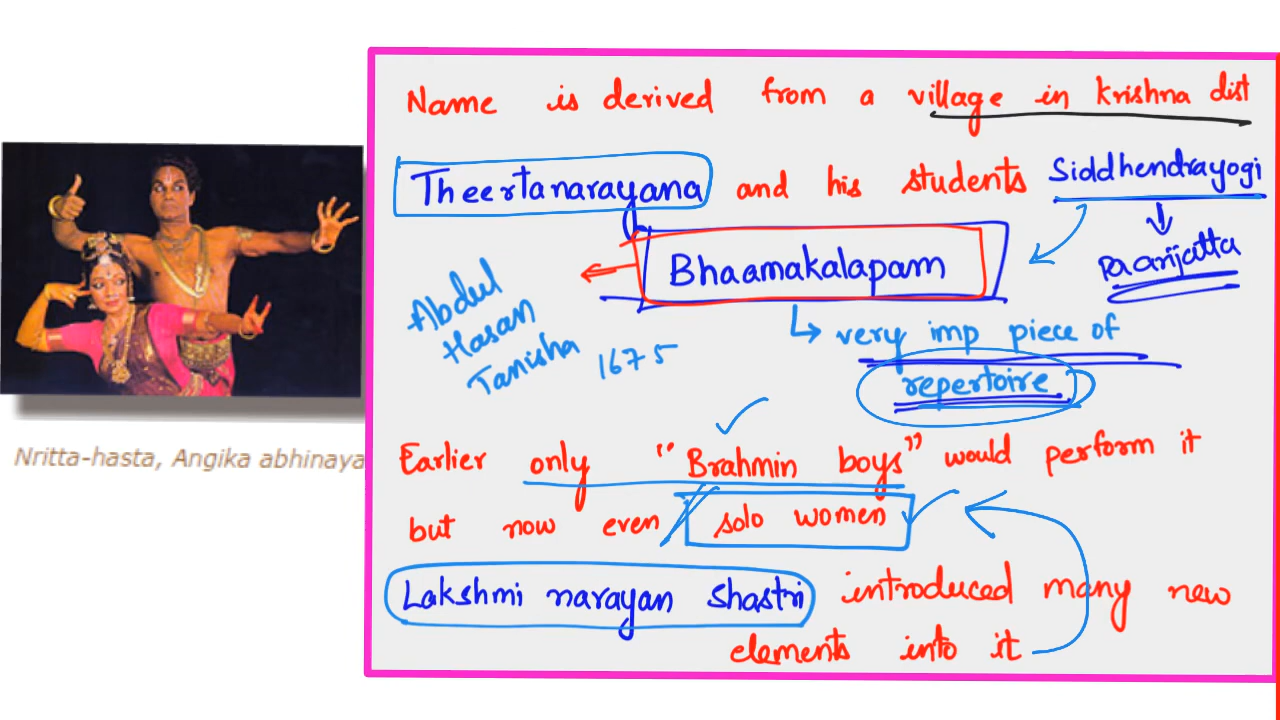 Name is derived from a village in krishna dist
Theertanarayana and his students Siddhendrayogi
Bhaamakalapam
Paarijatta
Abdul
Hasan
Tanisha 1675
very imp piece of
repertoire
Nritta-hasta, Angika abhinaya
Earlier only "Brahmin boys" would perform it
but now even solo women
Lakshmi narayan shastri introduced many new
elements into it